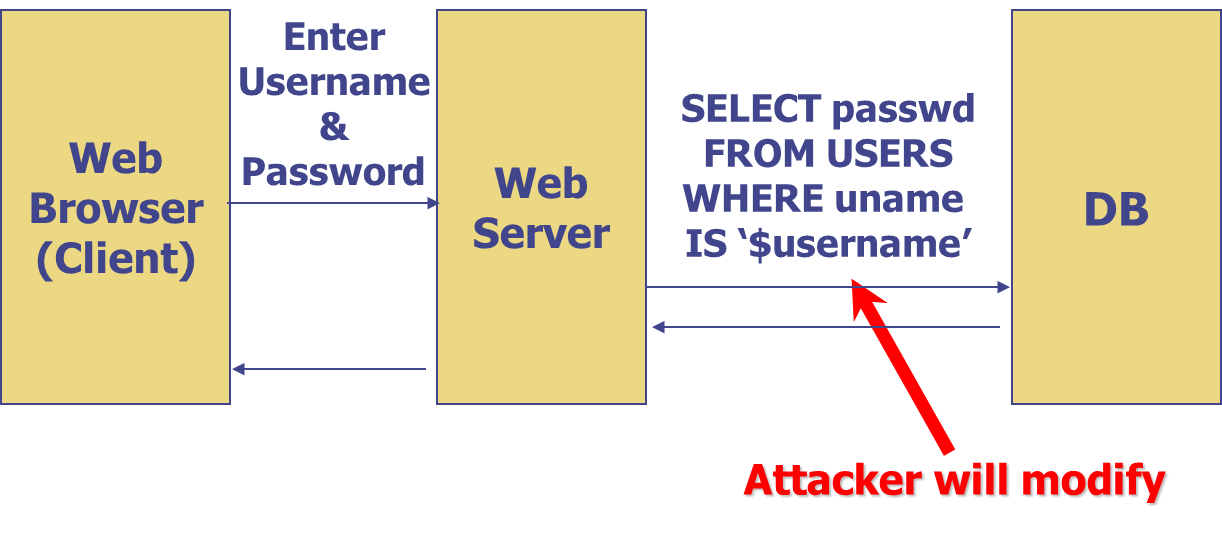 Web
Browser
(Client)
Enter
Username
&
Password
Web
Server
SELECT passwd
FROM USERS
WHERE uname
IS ‘$username’
DB
Attacker will modify